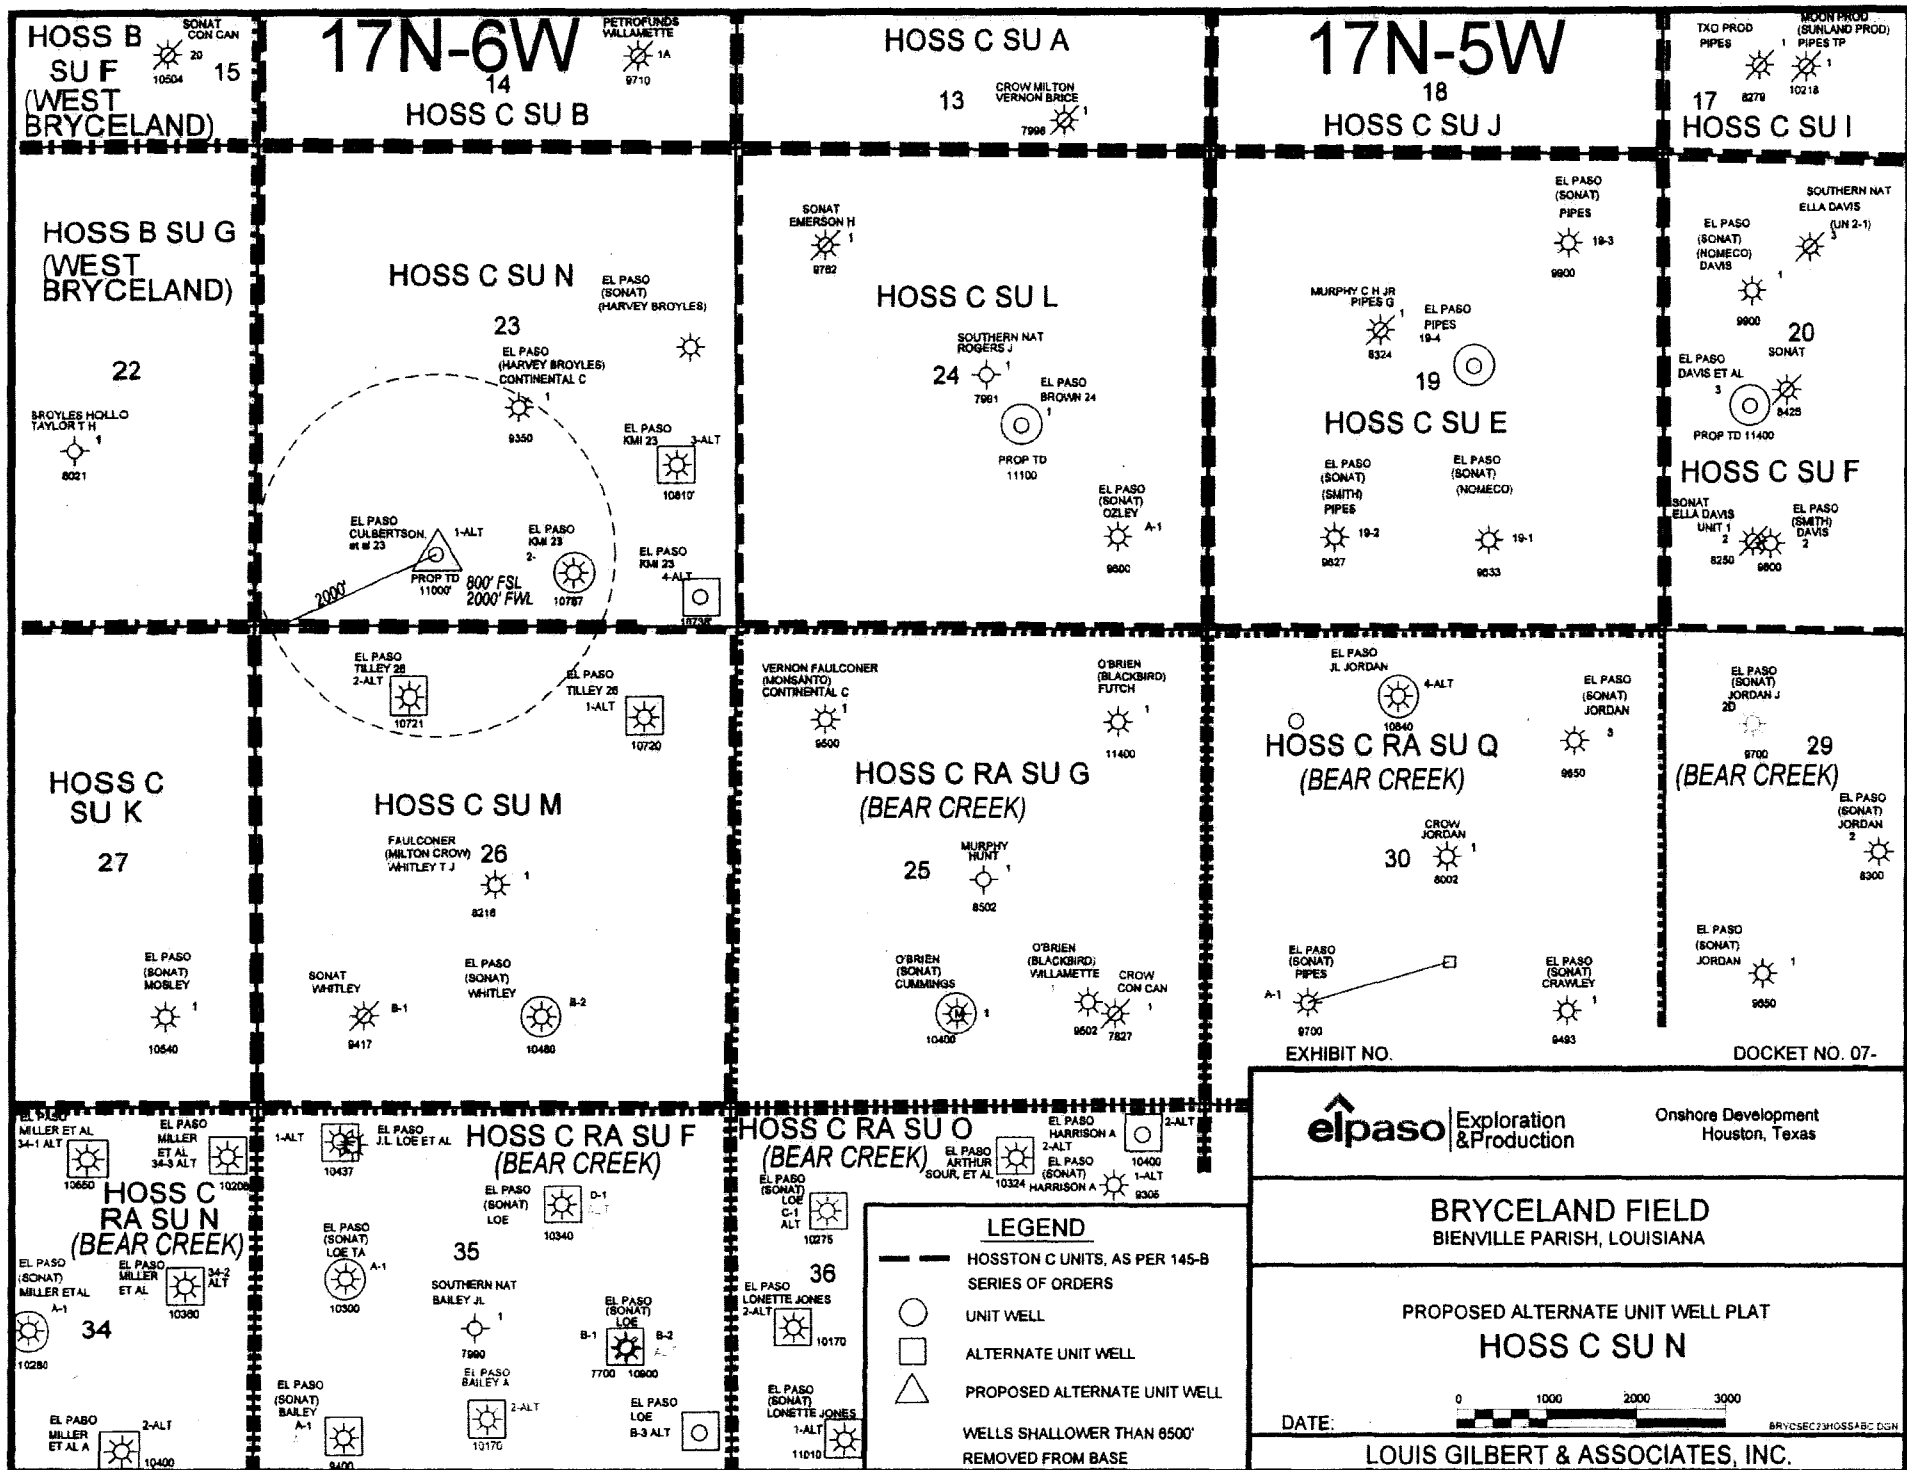 HOSS B
SU F
(WEST
BRYCELAND)
SONAT
CON CAN
20
10504
15
17N-6W
14
HOSS C SU B
PETROFUNDS
WILLAMETTE
1A
9710
HOSS C SU A
13
CROW MILTON
VERNON BRICE
1
7998
17N-5W
18
HOSS C SU J
TXO PROD
PIPES
1
8279
MOON PROD
(SUNLAND PROD)
PIPES TP
1
10218
17
HOSS C SU I
HOSS B SU G
(WEST
BRYCELAND)
22
BROYLES HOLLO
TAYLOR T H
1
8021
HOSS C SU N
23
EL PASO
(SONAT)
(HARVEY BROYLES)
EL PASO
(HARVEY BROYLES)
CONTINENTAL C
1
9350
EL PASO
KMI 23
3-ALT
10810'
EL PASO
CULBERTSON,
et al 23
1-ALT
PROP TD
11000'
800' FSL
2000' FWL
2000'
EL PASO
KMI 23
2-
10787
EL PASO
KMI 23
4-ALT
SONAT
EMERSON H
1
9782
HOSS C SU L
24
SOUTHERN NAT
ROGERS J
1
7991
EL PASO
BROWN 24
1
PROP TD
11100
EL PASO
(SONAT)
OZLEY
A-1
9800
EL PASO
(SONAT)
PIPES
19-3
9900
MURPHY C H JR
PIPES G
1
8324
EL PASO
PIPES
19-4
19
HOSS C SU E
EL PASO
(SONAT)
(SMITH)
PIPES
19-2
9827
EL PASO
(SONAT)
(NOMECO)
19-1
9833
SOUTHERN NAT
ELLA DAVIS
(UN 2-1)
3
EL PASO
(SONAT)
(NOMECO)
DAVIS
1
9900
20
SONAT
8428
EL PASO
DAVIS ET AL
3
PROP TD 11400
HOSS C SU F
SONAT
ELLA DAVIS
UNIT 1
2
8250
EL PASO
(SMITH)
DAVIS
2
9800
HOSS C
SU K
27
EL PASO
(SONAT)
MOSLEY
1
10540
EL PASO
TILLEY 26
2-ALT
10721
EL PASO
TILLEY 26
1-ALT
10720
HOSS C SU M
26
FAULCONER
(MILTON CROW)
WHITLEY T J
1
8216
SONAT
WHITLEY
B-1
9417
EL PASO
(SONAT)
WHITLEY
B-2
10480
VERNON FAULCONER
(MONSANTO)
CONTINENTAL C
1
9500
O'BRIEN
(BLACKBIRD)
FUTCH
1
11400
HOSS C RA SU G
(BEAR CREEK)
25
MURPHY
HUNT
1
8502
O'BRIEN
(SONAT)
CUMMINGS
M
1
10400
O'BRIEN
(BLACKBIRD)
WILLAMETTE
1
9502
CROW
CON CAN
1
7827
EL PASO
JL JORDAN
4-ALT
10840
EL PASO
(SONAT)
JORDAN
3
9850
HOSS C RA SU Q
(BEAR CREEK)
30
CROW
JORDAN
1
8002
EL PASO
(SONAT)
PIPES
A-1
9700
EL PASO
(SONAT)
CRAWLEY
1
9493
EL PASO
(SONAT)
JORDAN J
2D
9700
29
(BEAR CREEK)
EL PASO
(SONAT)
JORDAN
2
8300
EL PASO
(SONAT)
JORDAN
1
9850
EXHIBIT NO.
DOCKET NO. 07-
EL PASO
MILLER ET AL
34-1 ALT
10650
EL PASO
MILLER
ET AL
34-3 ALT
10208
HOSS C
RA SU N
(BEAR CREEK)
EL PASO
(SONAT)
MILLER ET AL
A-1
10280
34
EL PASO
MILLER
ET AL
34-2
ALT
10380
EL PASO
MILLER
ET AL A
2-ALT
10400
1-ALT
EL PASO
J.L. LOE ET AL
10437
HOSS C RA SU F
(BEAR CREEK)
EL PASO
(SONAT)
LOE
D-1
ALT
10340
EL PASO
(SONAT)
LOE TA
A-1
10300
35
SOUTHERN NAT
BAILEY JL
1
7990
EL PASO
(SONAT)
LOE
B-1
B-2
ALT
7700 10900
EL PASO
(SONAT)
BAILEY
A-1
9400
EL PASO
BAILEY A
2-ALT
10170
EL PASO
LOE
B-3 ALT
HOSS C RA SU O
(BEAR CREEK)
EL PASO
ARTHUR
SOUR, ET AL
2-ALT
10324
EL PASO
HARRISON A
2-ALT
10400
EL PASO
(SONAT)
HARRISON A
1-ALT
9305
EL PASO
(SONAT)
LOE
C-1
ALT
10275
36
EL PASO
LONETTE JONES
2-ALT
10170
EL PASO
(SONAT)
LONETTE JONES
1-ALT
11010
LEGEND
HOSSTON C UNITS, AS PER 145-B
SERIES OF ORDERS
UNIT WELL
ALTERNATE UNIT WELL
PROPOSED ALTERNATE UNIT WELL
WELLS SHALLOWER THAN 6500'
REMOVED FROM BASE
elpaso
Exploration
&Production
Onshore Development
Houston, Texas
BRYCELAND FIELD
BIENVILLE PARISH, LOUISIANA
PROPOSED ALTERNATE UNIT WELL PLAT
HOSS C SU N
0 1000 2000 3000
DATE:
BRYCSEC23HOSSABC.DGN
LOUIS GILBERT & ASSOCIATES, INC.